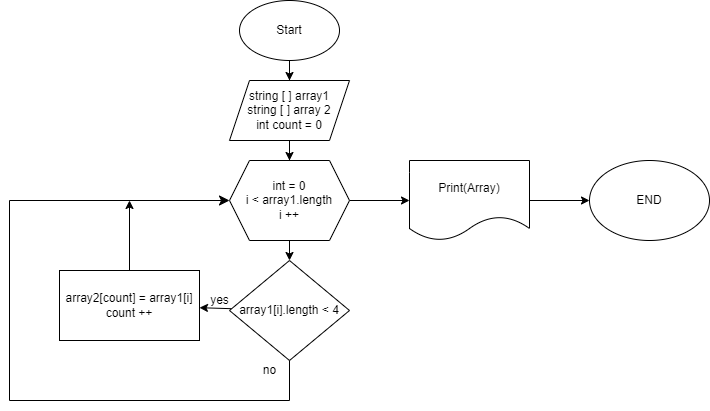 Start
string [ ] array1
string [ ] array 2
int count = 0
int = 0
i < array1.length
i ++
Print(Array)
END
array1[i].length < 4
yes
array2[count] = array1[i]
count ++
no